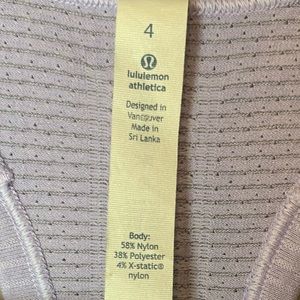 4
lululemon
athletica
Designed in
Vancouver
Made in
Sri Lanka
Body:
58% Nylon
38% Polyester
4% X-static®
nylon